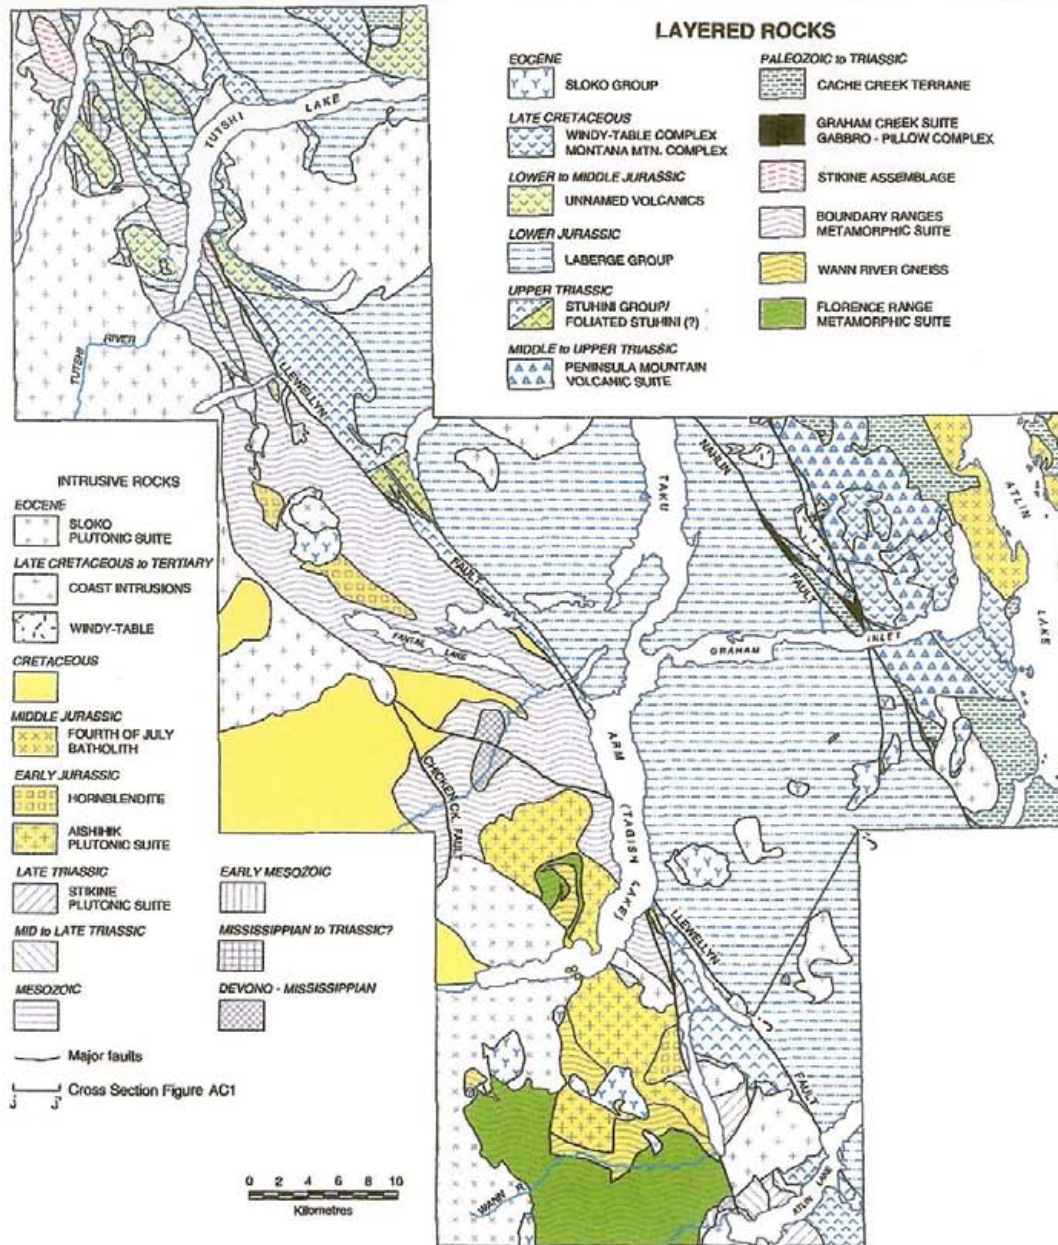 LAYERED ROCKS
EOCENE
SLOKO GROUP
LATE CRETACEOUS
WINDY-TABLE COMPLEX
MONTANA MTN. COMPLEX
LOWER to MIDDLE JURASSIC
UNNAMED VOLCANICS
LOWER JURASSIC
LABERGE GROUP
UPPER TRIASSIC
STUHINI GROUP/
FOLIATED STUHINI (?)
MIDDLE to UPPER TRIASSIC
PENINSULA MOUNTAIN
VOLCANIC SUITE
PALEOZOIC to TRIASSIC
CACHE CREEK TERRANE
GRAHAM CREEK SUITE
GABBRO - PILLOW COMPLEX
STIKINE ASSEMBLAGE
BOUNDARY RANGES
METAMORPHIC SUITE
WANN RIVER GNEISS
FLORENCE RANGE
METAMORPHIC SUITE
TUTSHI LAKE
TUTSHI RIVER
LLEWELLYN FAULT
TAKU ARM (TAGISH LAKE)
NAHLIN FAULT
ATLIN LAKE
GRAHAM INLET
FANTAIL LAKE
CHICKEN CK. FAULT
LLEWELLYN FAULT
WANN R.
ATLIN LAKE
J'
J
INTRUSIVE ROCKS
EOCENE
SLOKO
PLUTONIC SUITE
LATE CRETACEOUS to TERTIARY
COAST INTRUSIONS
WINDY-TABLE
CRETACEOUS
MIDDLE JURASSIC
FOURTH OF JULY
BATHOLITH
EARLY JURASSIC
HORNBLENDITE
AISHIHIK
PLUTONIC SUITE
LATE TRIASSIC
STIKINE
PLUTONIC SUITE
MID to LATE TRIASSIC
MESOZOIC
EARLY MESOZOIC
MISSISSIPPIAN to TRIASSIC?
DEVONO - MISSISSIPPIAN
Major faults
J J' Cross Section Figure AC1
0 2 4 6 8 10
Kilometres